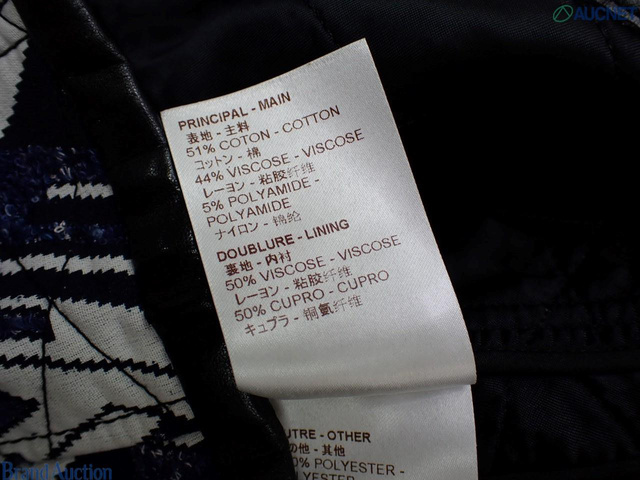 AUCNET
PRINCIPAL - MAIN
表地 - 主料
51% COTON - COTTON
コットン - 棉
44% VISCOSE - VISCOSE
レーヨン - 粘胶纤维
5% POLYAMIDE -
POLYAMIDE
ナイロン - 锦纶
DOUBLURE - LINING
裏地 - 内衬
50% VISCOSE - VISCOSE
レーヨン - 粘胶纤维
50% CUPRO - CUPRO
キュプラ - 铜氨纤维
UTRE - OTHER
の他 - 其他
0% POLYESTER -
POLYESTER
Brand Auction